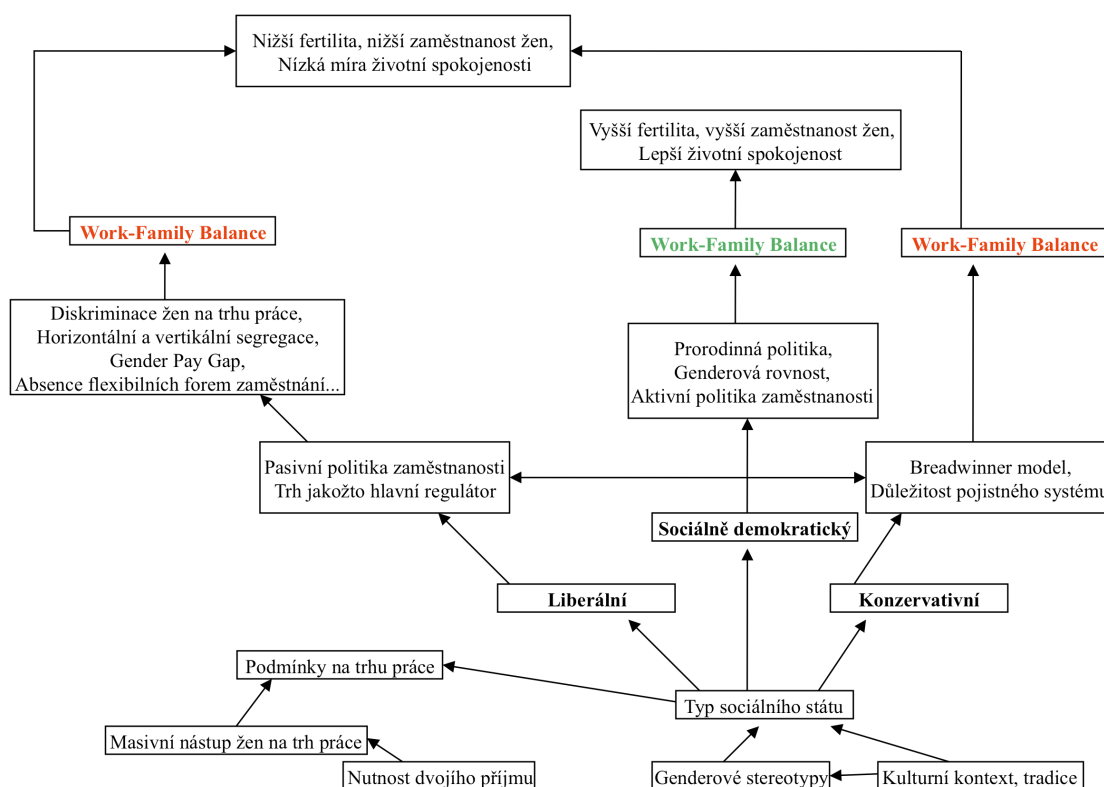 Nižší fertilita, nižší zaměstnanost žen,
Nízká míra životní spokojenosti
Vyšší fertilita, vyšší zaměstnanost žen,
Lepší životní spokojenost
Work-Family Balance
Work-Family Balance
Work-Family Balance
Diskriminace žen na trhu práce,
Horizontální a vertikální segregace,
Gender Pay Gap,
Absence flexibilních forem zaměstnání...
Prorodinná politika,
Genderová rovnost,
Aktivní politika zaměstnanosti
Pasivní politika zaměstnanosti
Trh jakožto hlavní regulátor
Breadwinner model,
Důležitost pojistného systému
Sociálně demokratický
Liberální
Konzervativní
Podmínky na trhu práce
Typ sociálního státu
Masivní nástup žen na trh práce
Nutnost dvojího příjmu
Genderové stereotypy
Kulturní kontext, tradice